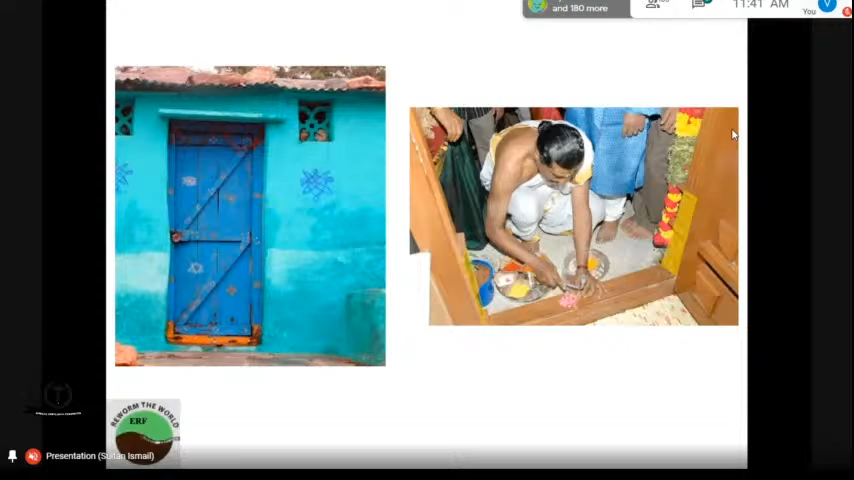 and 180 more
11:41 AM
You
REWORM THE WORLD
ERF
Presentation (Sultan Ismail)